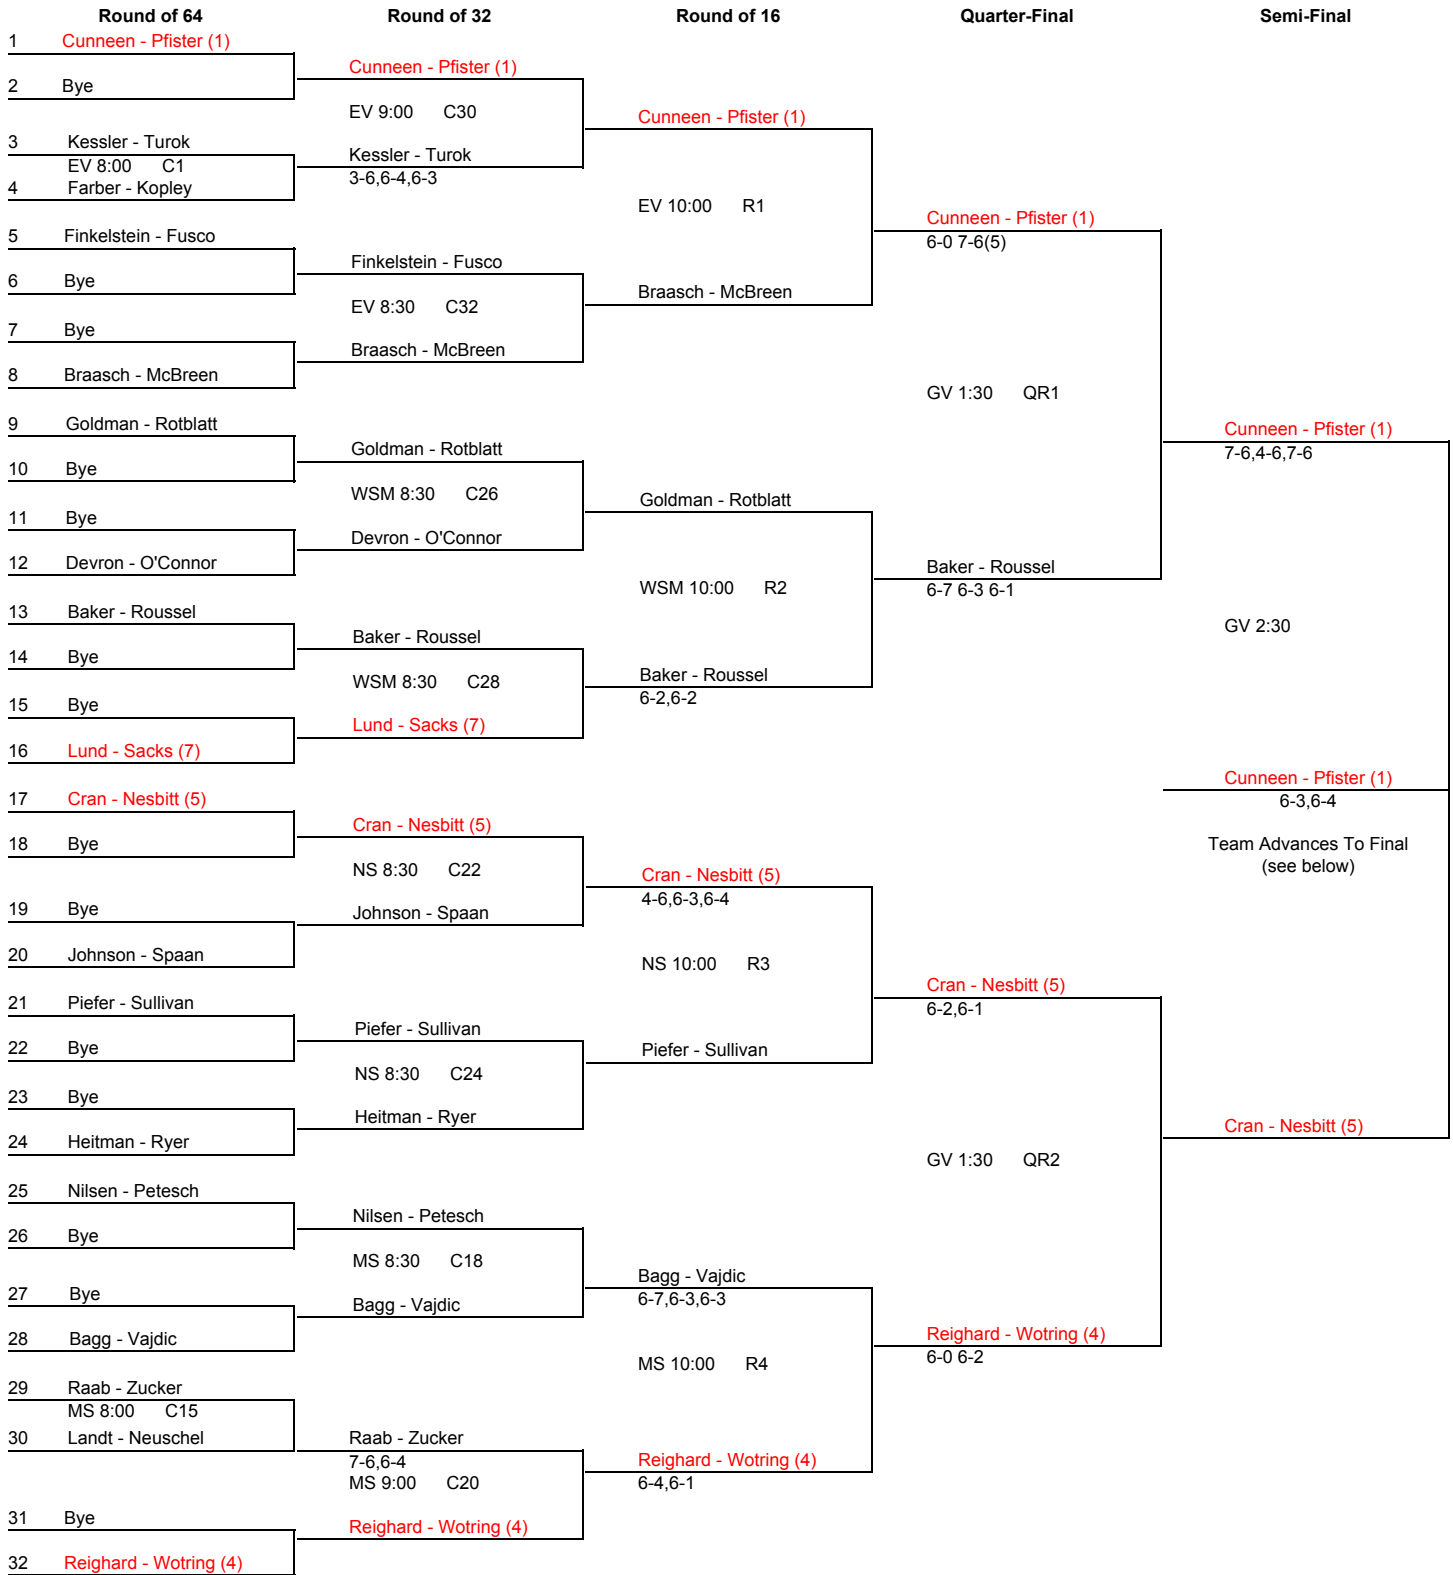 Round of 64 Round of 32 Round of 16 Quarter-Final Semi-Final
1 Cunneen - Pfister (1)
Cunneen - Pfister (1)
2 Bye
EV 9:00 C30
Cunneen - Pfister (1)
3 Kessler - Turok
Kessler - Turok
EV 8:00 C1
3-6,6-4,6-3
4 Farber - Kopley
EV 10:00 R1
Cunneen - Pfister (1)
5 Finkelstein - Fusco
6-0 7-6(5)
Finkelstein - Fusco
6 Bye
Braasch - McBreen
EV 8:30 C32
7 Bye
Braasch - McBreen
8 Braasch - McBreen
GV 1:30 QR1
9 Goldman - Rotblatt
Cunneen - Pfister (1)
Goldman - Rotblatt
7-6,4-6,7-6
10 Bye
WSM 8:30 C26
Goldman - Rotblatt
11 Bye
Devron - O'Connor
12 Devron - O'Connor
Baker - Roussel
WSM 10:00 R2
6-7 6-3 6-1
13 Baker - Roussel
GV 2:30
Baker - Roussel
14 Bye
Baker - Roussel
WSM 8:30 C28
6-2,6-2
15 Bye
Lund - Sacks (7)
16 Lund - Sacks (7)
Cunneen - Pfister (1)
17 Cran - Nesbitt (5)
6-3,6-4
Cran - Nesbitt (5)
18 Bye
Team Advances To Final
(see below)
NS 8:30 C22
Cran - Nesbitt (5)
4-6,6-3,6-4
19 Bye
Johnson - Spaan
20 Johnson - Spaan
NS 10:00 R3
Cran - Nesbitt (5)
21 Piefer - Sullivan
6-2,6-1
Piefer - Sullivan
22 Bye
Piefer - Sullivan
NS 8:30 C24
23 Bye
Heitman - Ryer
Cran - Nesbitt (5)
24 Heitman - Ryer
GV 1:30 QR2
25 Nilsen - Petesch
Nilsen - Petesch
26 Bye
MS 8:30 C18
Bagg - Vajdic
27 Bye
6-7,6-3,6-3
Bagg - Vajdic
28 Bagg - Vajdic
Reighard - Wotring (4)
6-0 6-2
MS 10:00 R4
29 Raab - Zucker
MS 8:00 C15
30 Landt - Neuschel
Raab - Zucker
7-6,6-4
Reighard - Wotring (4)
MS 9:00 C20
6-4,6-1
31 Bye
Reighard - Wotring (4)
32 Reighard - Wotring (4)